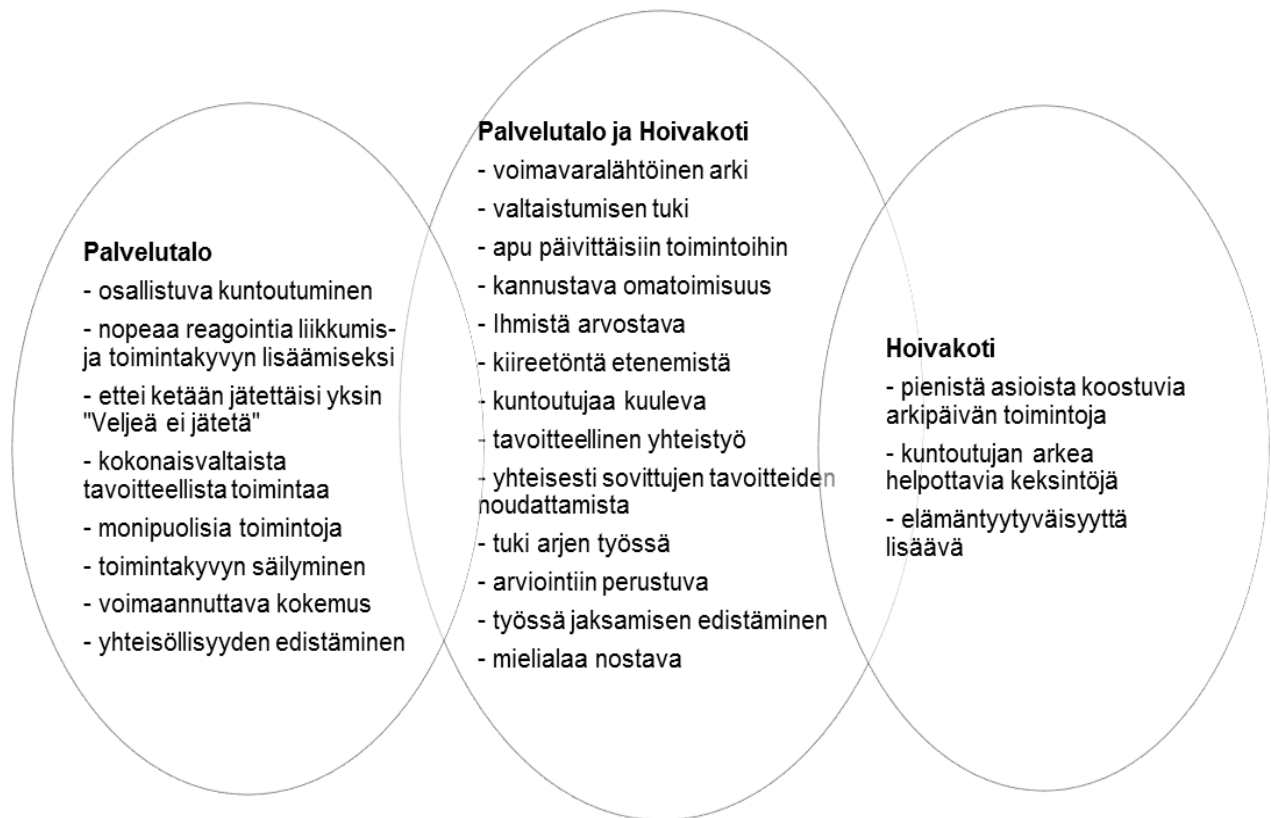 Palvelutalo
- osallistuva kuntoutuminen
- nopeaa reagointia liikkumis-
ja toimintakyvyn lisäämiseksi
- ettei ketään jätettäisi yksin
"Veljeä ei jätetä"
- kokonaisvaltaista
tavoitteellista toimintaa
- monipuolisia toimintoja
- toimintakyvyn säilyminen
- voimaannuttava kokemus
- yhteisöllisyyden edistäminen
Palvelutalo ja Hoivakoti
- voimavaralähtöinen arki
- valtaistumisen tuki
- apu päivittäisiin toimintoihin
- kannustava omatoimisuus
- Ihmistä arvostava
- kiireetöntä etenemistä
- kuntoutujaa kuuleva
- tavoitteellinen yhteistyö
- yhteisesti sovittujen tavoitteiden
noudattamista
- tuki arjen työssä
- arviointiin perustuva
- työssä jaksamisen edistäminen
- mielialaa nostava
Hoivakoti
- pienistä asioista koostuvia
arkipäivän toimintoja
- kuntoutujan arkea
helpottavia keksintöjä
- elämäntyytyväisyyttä
lisäävä